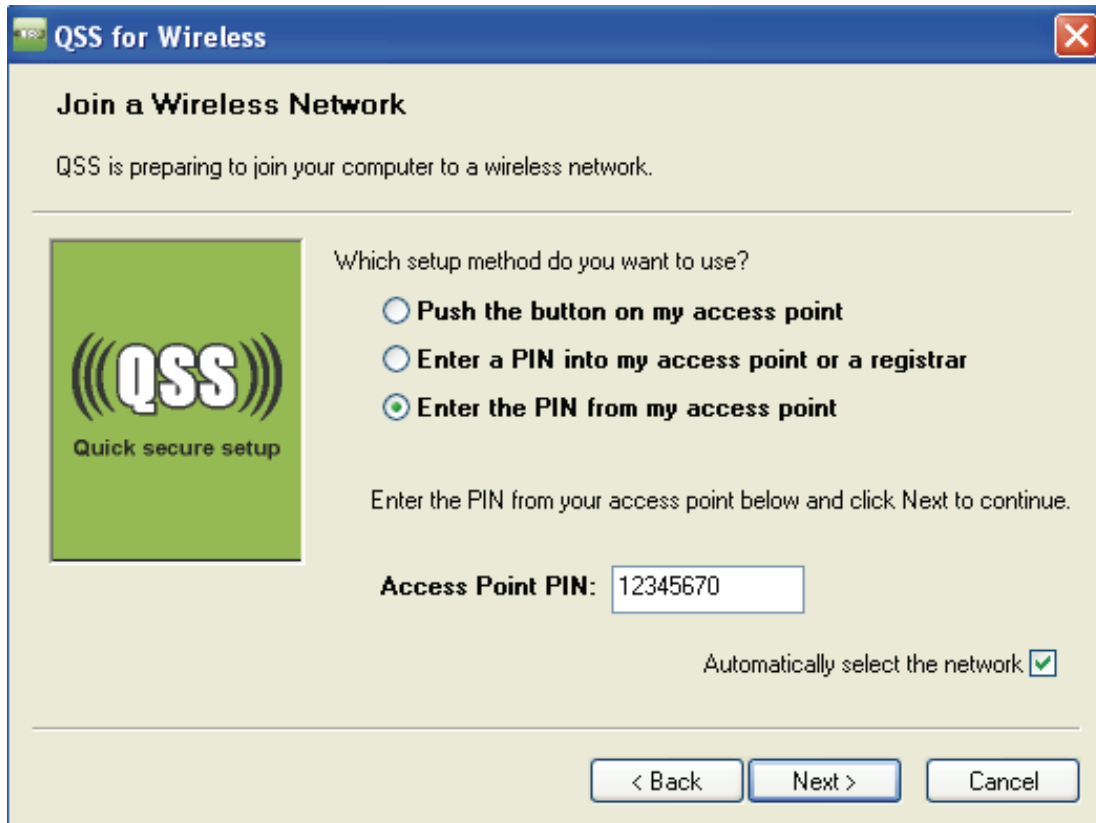 QSS for Wireless
Join a Wireless Network
QSS is preparing to join your computer to a wireless network.
Which setup method do you want to use?
Push the button on my access point
Enter a PIN into my access point or a registrar
Enter the PIN from my access point
(((QSS)))
Quick secure setup
Enter the PIN from your access point below and click Next to continue.
Access Point PIN: 12345670
Automatically select the network
< Back Next > Cancel